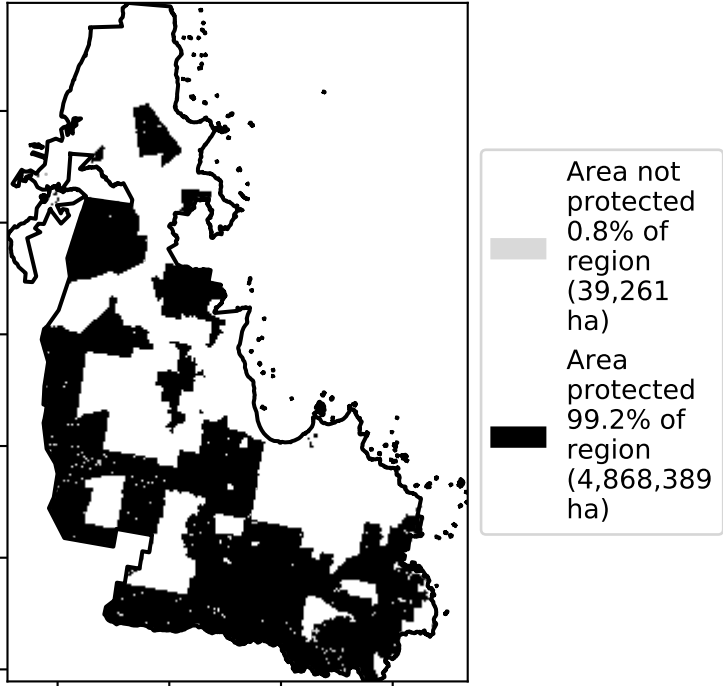 Area not
protected
0.8% of
region
(39,261
ha)
Area
protected
99.2% of
region
(4,868,389
ha)